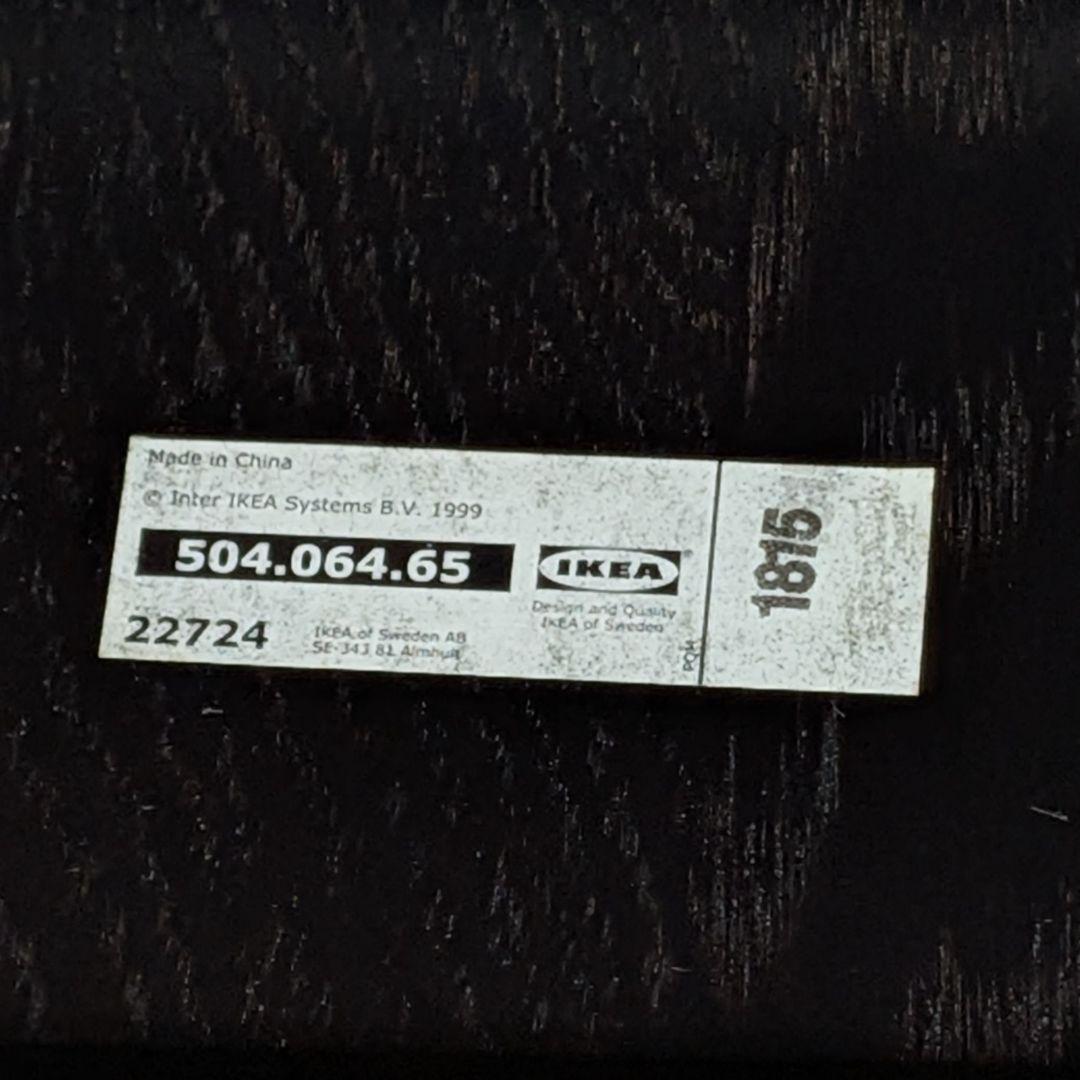 Made in China
© Inter IKEA Systems B.V. 1999
504.064.65
22724
IKEA of Sweden AB
SE-343 81 Älmhult
IKEA
Design and Quality
IKEA of Sweden
PQM
1815